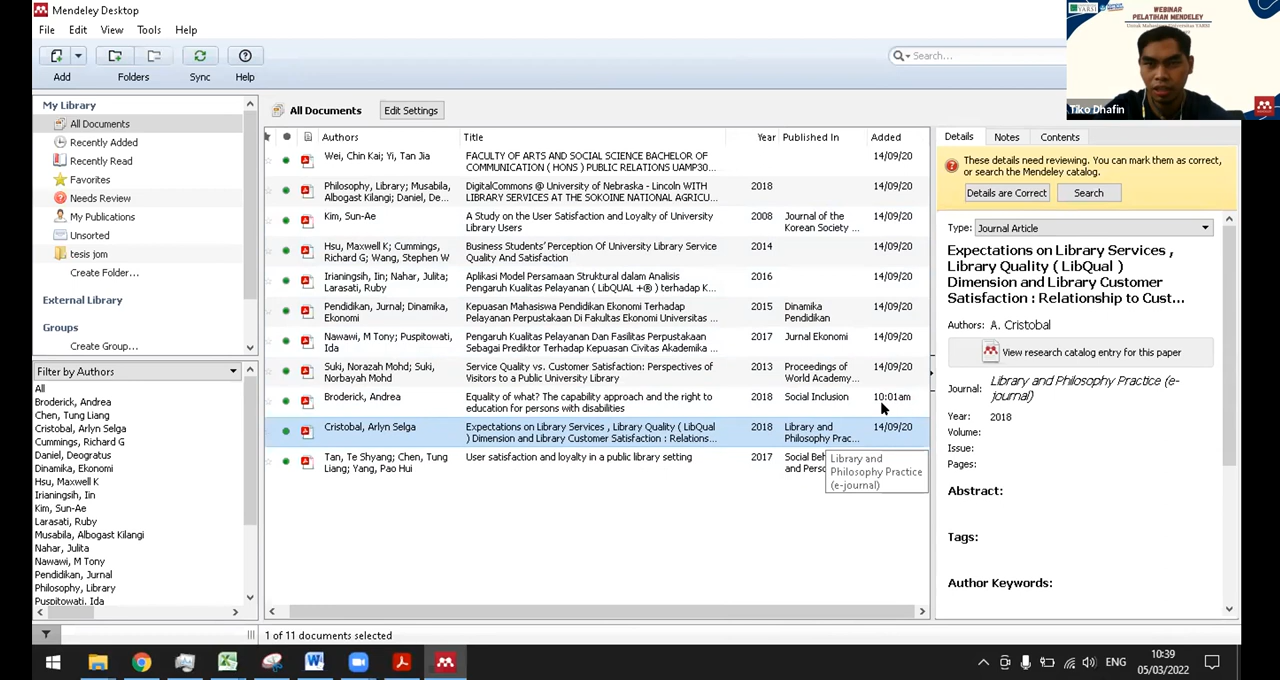 Mendeley Desktop
File Edit View Tools Help
Add Folders Sync Help
Search...
WEBINAR
PELATIHAN MENDELEY
Untuk Mahasiswa Universitas YARSI
Tiko Dhafin
My Library
All Documents
Recently Added
Recently Read
Favorites
Needs Review
My Publications
Unsorted
tesis jom
Create Folder...
External Library
Groups
Create Group...
Filter by Authors
All
Broderick, Andrea
Chen, Tung Liang
Cristobal, Arlyn Selga
Cummings, Richard G
Daniel, Deogratus
Dinamika, Ekonomi
Hsu, Maxwell K
Irianingsih, Iin
Kim, Sun-Ae
Larasati, Ruby
Musabila, Albogast Kilangi
Nahar, Julita
Nawawi, M Tony
Pendidikan, Jurnal
Philosophy, Library
Puspitowati, Ida
All Documents Edit Settings
Authors Title Year Published In Added
Wei, Chin Kai; Yi, Tan Jia FACULTY OF ARTS AND SOCIAL SCIENCE BACHELOR OF 14/09/20
COMMUNICATION ( HONS ) PUBLIC RELATIONS UAMP30...
Philosophy, Library; Musabila, DigitalCommons @ University of Nebraska - Lincoln WITH 2018 14/09/20
Albogast Kilangi; Daniel, De... LIBRARY SERVICES AT THE SOKOINE NATIONAL AGRICU...
Kim, Sun-Ae A Study on the User Satisfaction and Loyalty of University 2008 Journal of the 14/09/20
Library Users Korean Society ...
Hsu, Maxwell K; Cummings, Business Students' Perception Of University Library Service 2014 14/09/20
Richard G; Wang, Stephen W Quality And Satisfaction
Irianingsih, Iin; Nahar, Julita; Aplikasi Model Persamaan Struktural dalam Analisis 2016 14/09/20
Larasati, Ruby Pengaruh Kualitas Pelayanan ( LibQUAL +® ) terhadap K...
Pendidikan, Jurnal; Dinamika, Kepuasan Mahasiswa Pendidikan Ekonomi Terhadap 2015 Dinamika 14/09/20
Ekonomi Pelayanan Perpustakaan Di Fakultas Ekonomi Universitas ... Pendidikan
Nawawi, M Tony; Puspitowati, Pengaruh Kualitas Pelayanan Dan Fasilitas Perpustakaan 2017 Jurnal Ekonomi 14/09/20
Ida Sebagai Prediktor Terhadap Kepuasan Civitas Akademika ...
Suki, Norazah Mohd; Suki, Service Quality vs. Customer Satisfaction: Perspectives of 2013 Proceedings of 14/09/20
Norbayah Mohd Visitors to a Public University Library World Academy...
Broderick, Andrea Equality of what? The capability approach and the right to 2018 Social Inclusion 10:01am
education for persons with disabilities
Cristobal, Arlyn Selga Expectations on Library Services , Library Quality ( LibQual 2018 Library and 14/09/20
) Dimension and Library Customer Satisfaction : Relations... Philosophy Prac...
Tan, Te Shyang; Chen, Tung User satisfaction and loyalty in a public library setting 2017 Social Beh
Liang; Yang, Pao Hui and Perso
Library and
Philosophy Practice
(e-journal)
1 of 11 documents selected
Details Notes Contents
These details need reviewing. You can mark them as correct,
or search the Mendeley catalog.
Details are Correct Search
Type: Journal Article
Expectations on Library Services ,
Library Quality ( LibQual )
Dimension and Library Customer
Satisfaction : Relationship to Cust...
Authors: A. Cristobal
View research catalog entry for this paper
Journal: Library and Philosophy Practice (e-
journal)
Year: 2018
Volume:
Issue:
Pages:
Abstract:
Tags:
Author Keywords:
ENG
10:39
05/03/2022